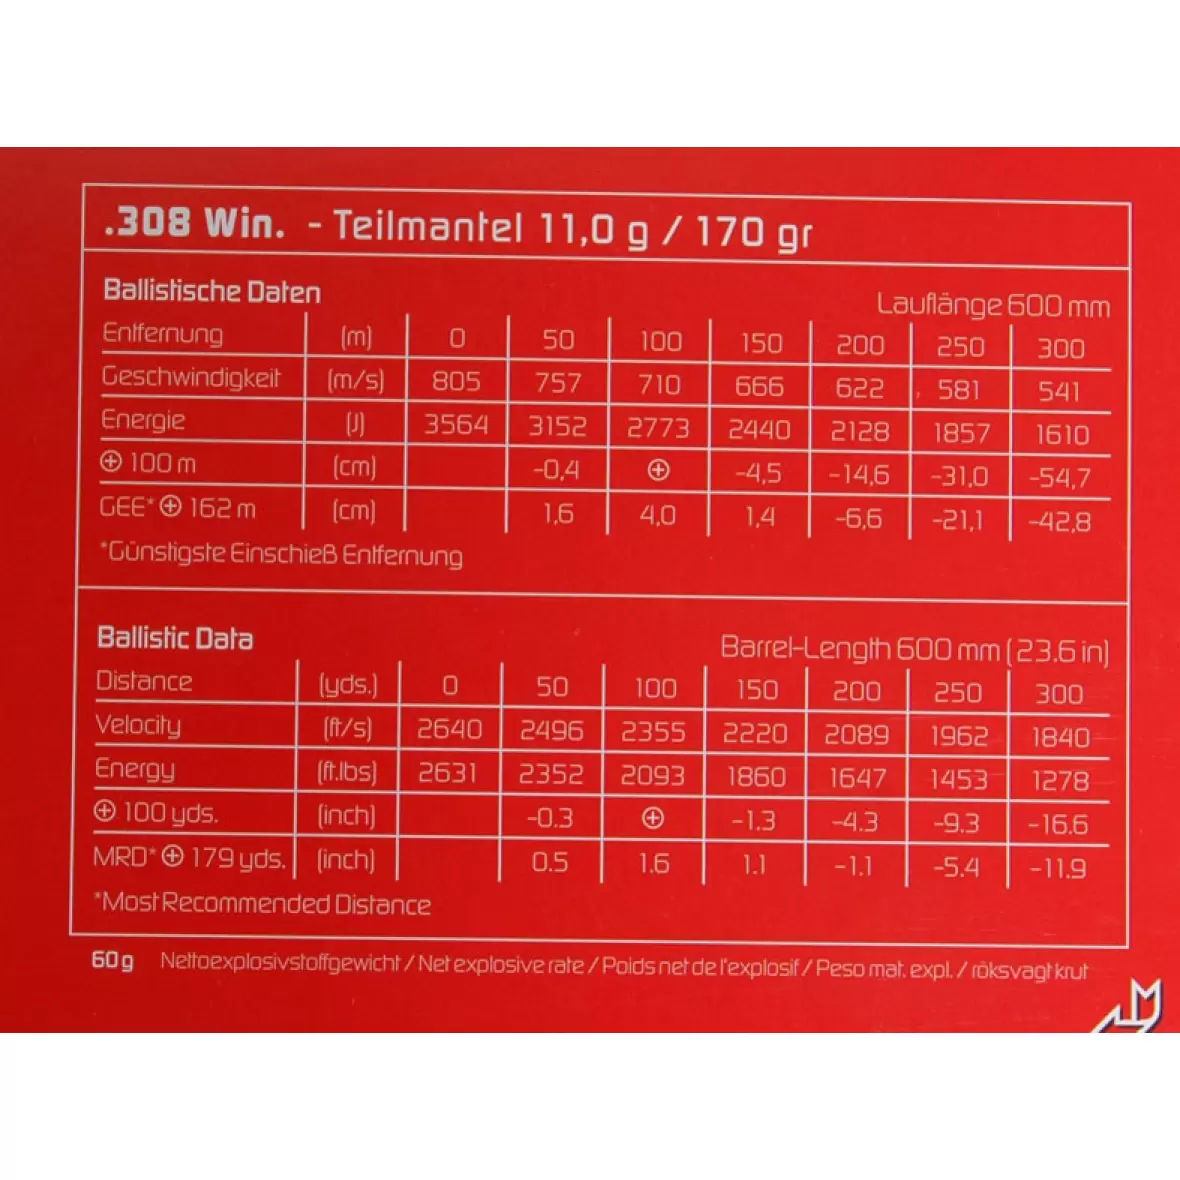 .308 Win. - Teilmantel 11,0 g / 170 gr
Ballistische Daten Lauflänge 600 mm
Entfernung (m) 0 50 100 150 200 250 300
Geschwindigkeit (m/s) 805 757 710 666 622 581 541
Energie (J) 3564 3152 2773 2440 2128 1857 1610
⊕ 100 m (cm) -0,4 ⊕ -4,5 -14,6 -31,0 -54,7
GEE* ⊕ 162 m (cm) 1,6 4,0 1,4 -6,6 -21,1 -42,8
*Günstigste Einschieß Entfernung
Ballistic Data Barrel-Length 600 mm (23.6 in)
Distance (yds.) 0 50 100 150 200 250 300
Velocity (ft/s) 2640 2496 2355 2220 2089 1962 1840
Energy (ft.lbs) 2631 2352 2093 1860 1647 1453 1278
⊕ 100 yds. (inch) -0.3 ⊕ -1.3 -4.3 -9.3 -16.6
MRD* ⊕ 179 yds. (inch) 0.5 1.6 1.1 -1.1 -5.4 -11.9
*Most Recommended Distance
60 g Nettoexplosivstoffgewicht / Net explosive rate / Poids net de l'explosif / Peso mat. expl. / röksvagt krut